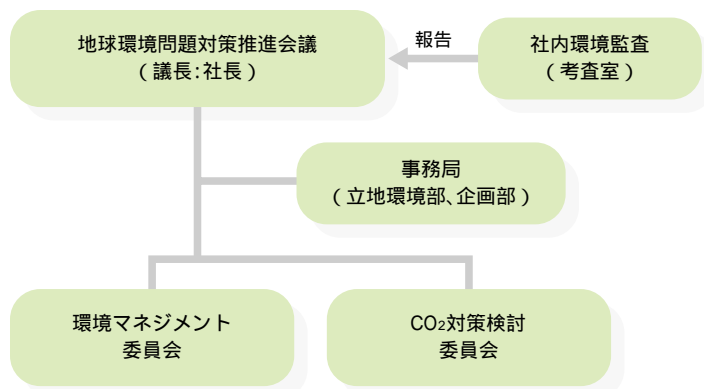 地球環境問題対策推進会議
（議長：社長）
報告
社内環境監査
（考査室）
事務局
（立地環境部、企画部）
環境マネジメント
委員会
CO₂対策検討
委員会